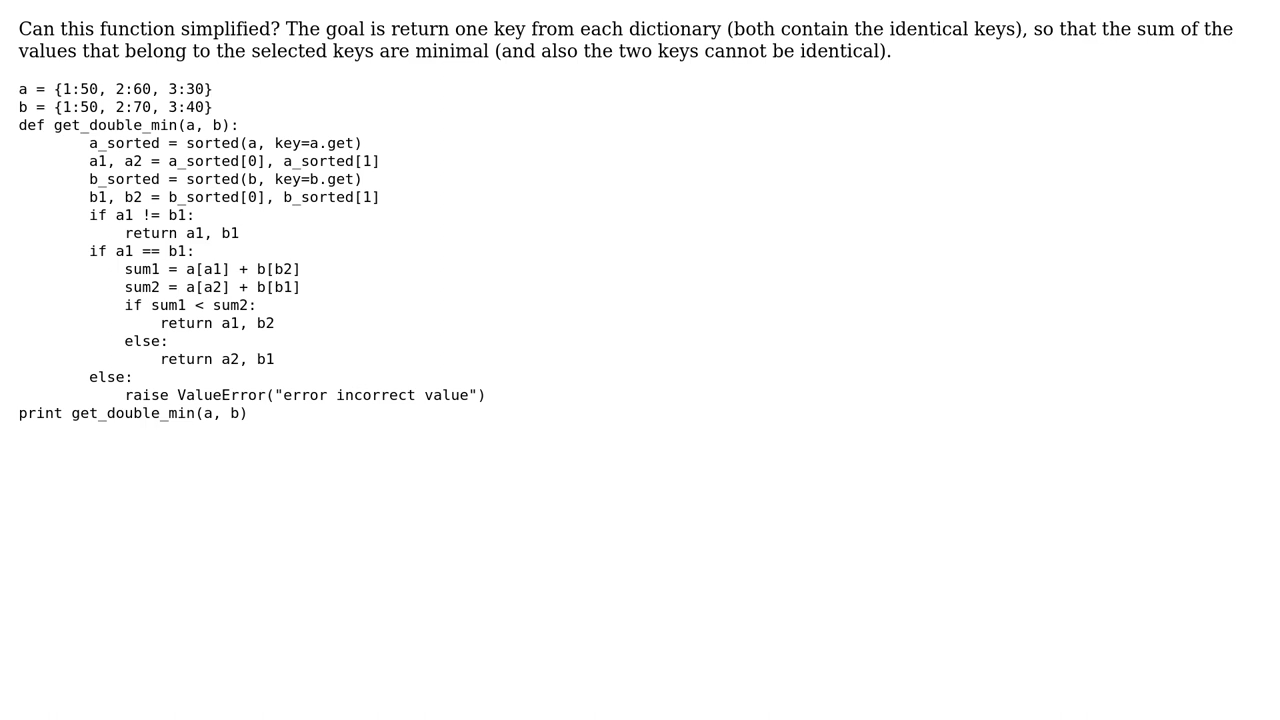 Can this function simplified? The goal is return one key from each dictionary (both contain the identical keys), so that the sum of the
values that belong to the selected keys are minimal (and also the two keys cannot be identical).
a = {1:50, 2:60, 3:30}
b = {1:50, 2:70, 3:40}
def get_double_min(a, b):
        a_sorted = sorted(a, key=a.get)
        a1, a2 = a_sorted[0], a_sorted[1]
        b_sorted = sorted(b, key=b.get)
        b1, b2 = b_sorted[0], b_sorted[1]
        if a1 != b1:
            return a1, b1
        if a1 == b1:
            sum1 = a[a1] + b[b2]
            sum2 = a[a2] + b[b1]
            if sum1 < sum2:
                return a1, b2
            else:
                return a2, b1
        else:
            raise ValueError("error incorrect value")
print get_double_min(a, b)